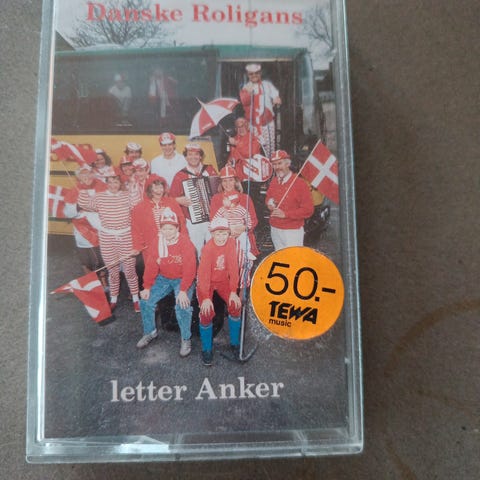 Danske Roligans
50.-
TEWA
music
letter Anker